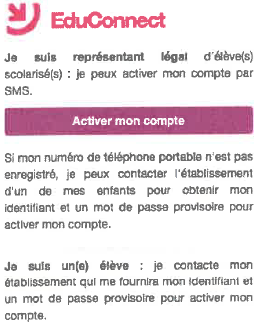 EduConnect
Je suis représentant légal d'élève(s)
scolarisé(s) : je peux activer mon compte par
SMS.
Activer mon compte
Si mon numéro de téléphone portable n'est pas
enregistré, je peux contacter l'établissement
d'un de mes enfants pour obtenir mon
identifiant et un mot de passe provisoire pour
activer mon compte.
Je suis un(e) élève : je contacte mon
établissement qui me fournira mon identifiant et
un mot de passe provisoire pour activer mon
compte.